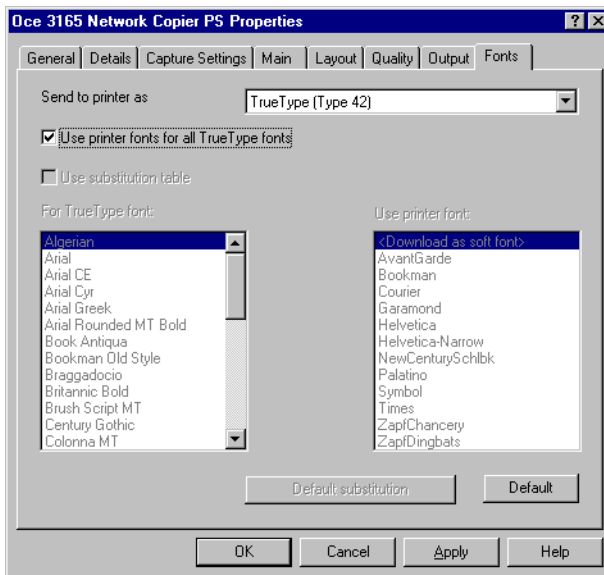 Oce 3165 Network Copier PS Properties
General Details Capture Settings Main Layout Quality Output Fonts
Send to printer as TrueType (Type 42)
Use printer fonts for all TrueType fonts
Use substitution table
For TrueType font: Use printer font:
Algerian <Download as soft font>
Arial AvantGarde
Arial CE Bookman
Arial Cyr Courier
Arial Greek Garamond
Arial Rounded MT Bold Helvetica
Book Antiqua Helvetica-Narrow
Bookman Old Style NewCenturySchlbk
Braggadocio Palatino
Britannic Bold Symbol
Brush Script MT Times
Century Gothic ZapfChancery
Colonna MT ZapfDingbats
Default substitution Default
OK Cancel Apply Help